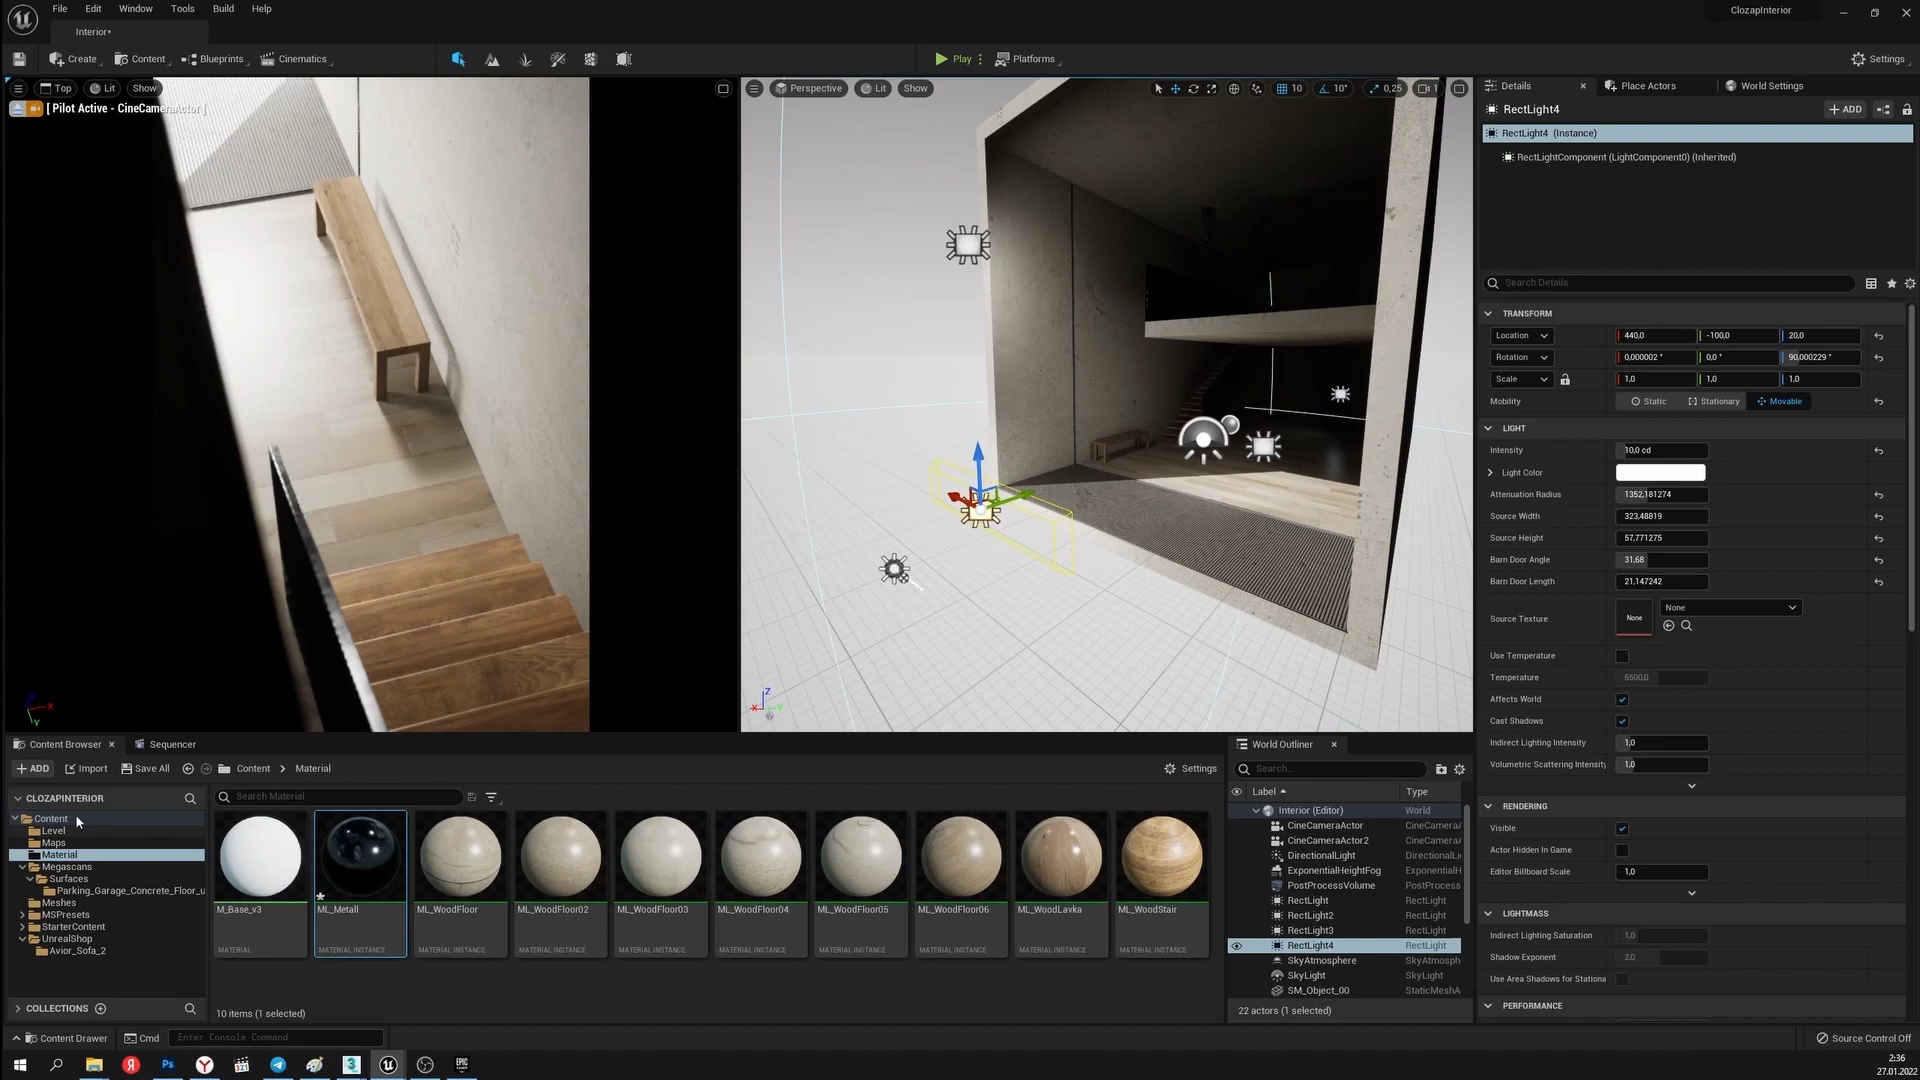 File Edit Window Tools Build Help
ClozapInterior
Interior•
Create Content Blueprints Cinematics
Play Platforms
Settings
Top Lit Show
[ Pilot Active - CineCameraActor ]
Perspective Lit Show
10 10° 0,25 1
Details Place Actors World Settings
RectLight4
ADD
RectLight4 (Instance)
RectLightComponent (LightComponent0) (Inherited)
Search Details
TRANSFORM
Location 440,0 -100,0 20,0
Rotation 0,000002 ° 0,0 ° 90,000229 °
Scale 1,0 1,0 1,0
Mobility Static Stationary Movable
LIGHT
Intensity 10,0 cd
Light Color
Attenuation Radius 1352,181274
Source Width 323,48819
Source Height 57,771275
Barn Door Angle 31,68
Barn Door Length 21,147242
Source Texture None None
Use Temperature
Temperature 6500,0
Affects World
Cast Shadows
Indirect Lighting Intensity 1,0
Volumetric Scattering Intensity 1,0
RENDERING
Visible
Actor Hidden In Game
Editor Billboard Scale 1,0
LIGHTMASS
Indirect Lighting Saturation 1,0
Shadow Exponent 2,0
Use Area Shadows for Stationa
PERFORMANCE
Z X Y
Z X Y
Content Browser Sequencer
ADD Import Save All Content Material Settings
CLOZAPINTERIOR
Search Material
Content
Level
Maps
Material
Megascans
Surfaces
Parking_Garage_Concrete_Floor_u
Meshes
MSPresets
StarterContent
UnrealShop
Avior_Sofa_2
COLLECTIONS
M_Base_v3 ML_Metall ML_WoodFloor ML_WoodFloor02 ML_WoodFloor03 ML_WoodFloor04 ML_WoodFloor05 ML_WoodFloor06 ML_WoodLavka ML_WoodStair
MATERIAL MATERIAL INSTANCE MATERIAL INSTANCE MATERIAL INSTANCE MATERIAL INSTANCE MATERIAL INSTANCE MATERIAL INSTANCE MATERIAL INSTANCE MATERIAL INSTANCE MATERIAL INSTANCE
10 items (1 selected)
World Outliner
Search...
Label Type
Interior (Editor) World
CineCameraActor CineCameraA
CineCameraActor2 CineCameraA
DirectionalLight DirectionalLi
ExponentialHeightFog ExponentialH
PostProcessVolume PostProcess
RectLight RectLight
RectLight2 RectLight
RectLight3 RectLight
RectLight4 RectLight
SkyAtmosphere SkyAtmosph
SkyLight SkyLight
SM_Object_00 StaticMeshA
22 actors (1 selected)
Content Drawer Cmd Enter Console Command
Source Control Off
Я Ps Y 321 3 EPIC GAMES
2:36
27.01.2022